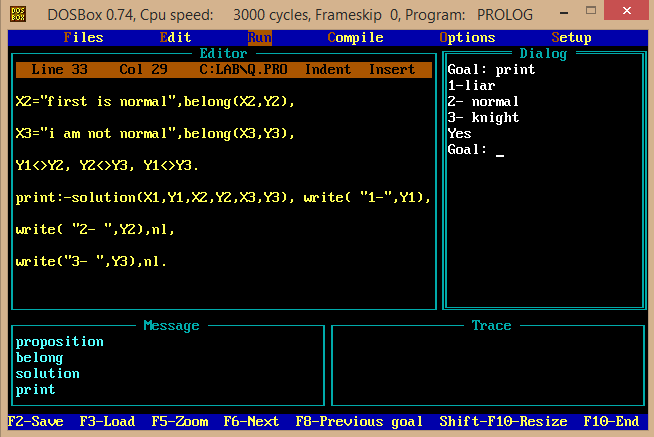 DOS BOX DOSBox 0.74, Cpu speed: 3000 cycles, Frameskip 0, Program: PROLOG
Files Edit Run Compile Options Setup
Editor
Line 33 Col 29 C:LAB\Q.PRO Indent Insert
X2="first is normal",belong(X2,Y2),
X3="i am not normal",belong(X3,Y3),
Y1<>Y2, Y2<>Y3, Y1<>Y3.
print:-solution(X1,Y1,X2,Y2,X3,Y3), write( "1-",Y1),
write( "2- ",Y2),nl,
write("3- ",Y3),nl.
Dialog
Goal: print
1-liar
2- normal
3- knight
Yes
Goal: _
Message
proposition
belong
solution
print
Trace
F2-Save F3-Load F5-Zoom F6-Next F8-Previous goal Shift-F10-Resize F10-End